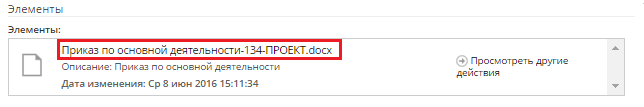 Элементы
Элементы:
Приказ по основной деятельности-134-ПРОЕКТ.docx
Описание: Приказ по основной деятельности
Дата изменения: Ср 8 июн 2016 15:11:34
Просмотреть другие
действия